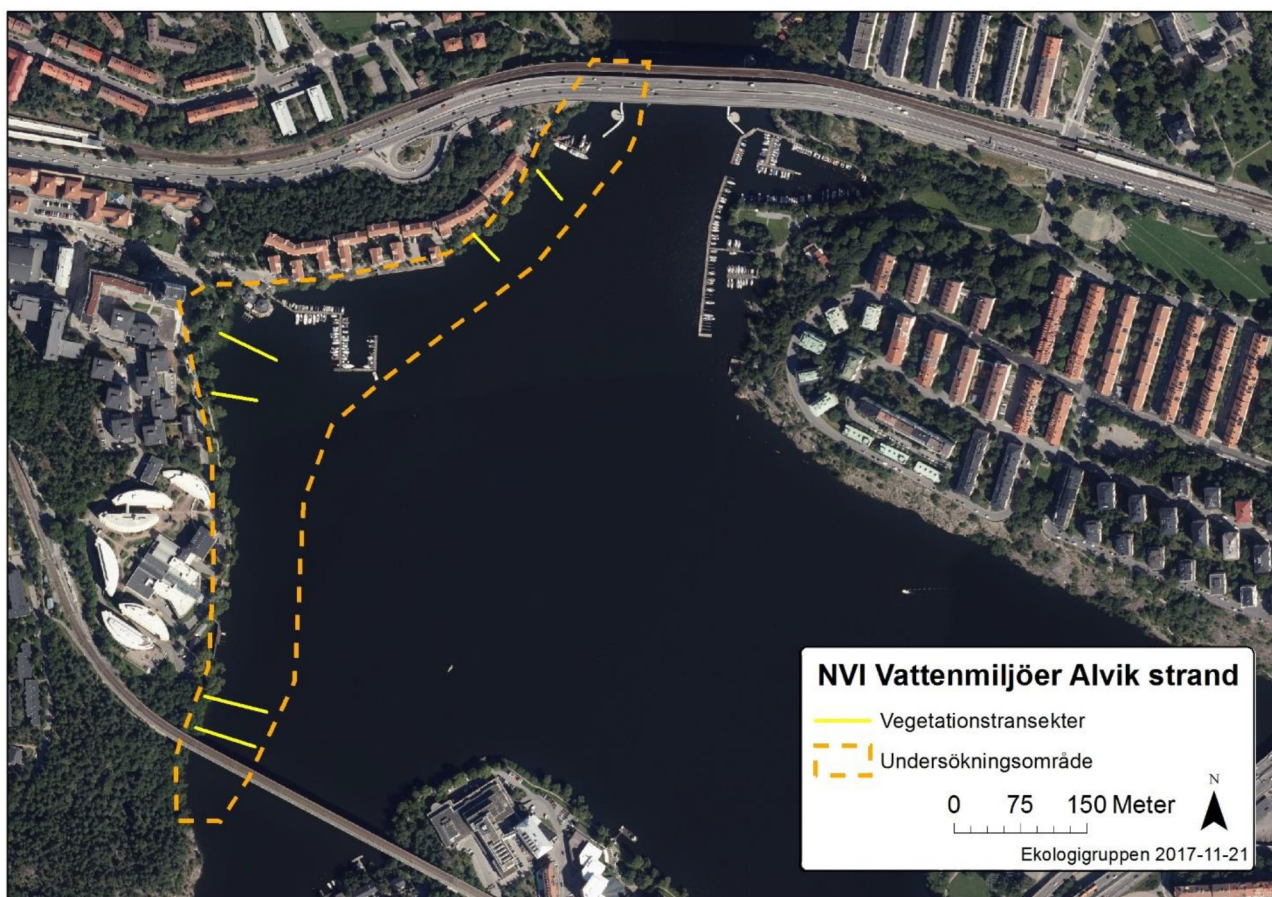 NVI Vattenmiljöer Alvik strand
Vegetationstransekter
Undersökningsområde
N
0 75 150 Meter
Ekologigruppen 2017-11-21